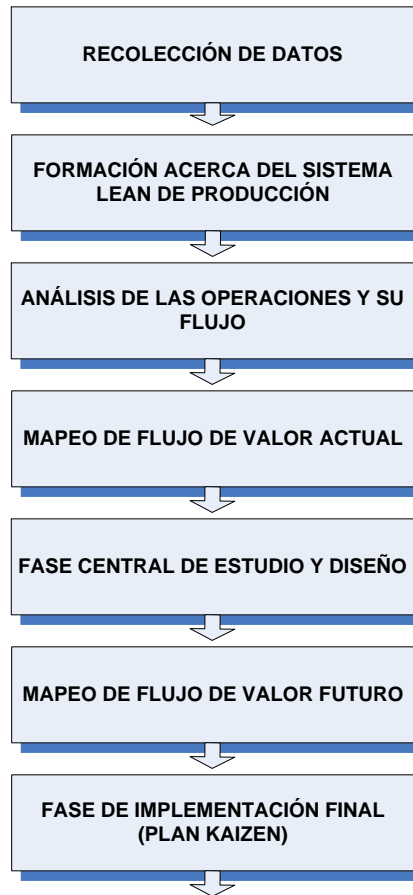 RECOLECCIÓN DE DATOS
FORMACIÓN ACERCA DEL SISTEMA
LEAN DE PRODUCCIÓN
ANÁLISIS DE LAS OPERACIONES Y SU
FLUJO
MAPEO DE FLUJO DE VALOR ACTUAL
FASE CENTRAL DE ESTUDIO Y DISEÑO
MAPEO DE FLUJO DE VALOR FUTURO
FASE DE IMPLEMENTACIÓN FINAL
(PLAN KAIZEN)